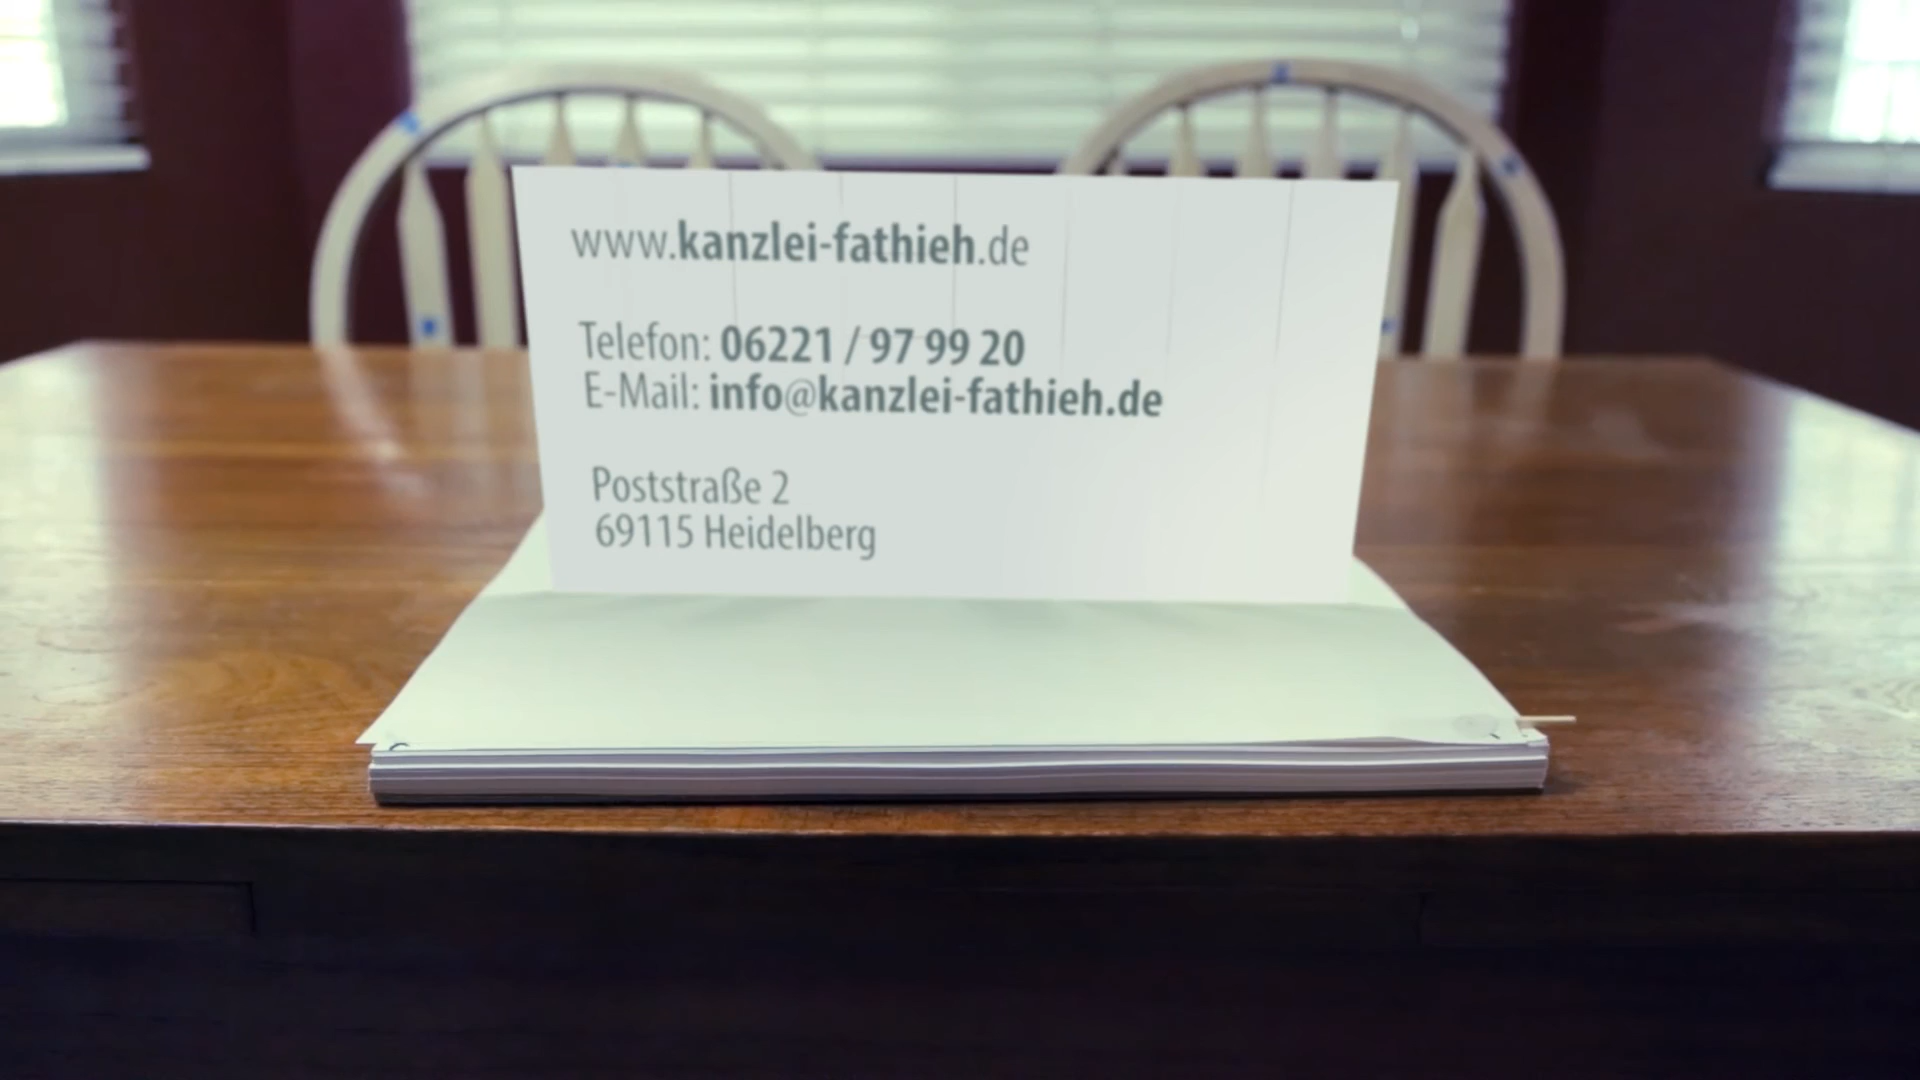 www.kanzlei-fathieh.de
Telefon: 06221 / 97 99 20
E-Mail: info@kanzlei-fathieh.de
Poststraße 2
69115 Heidelberg